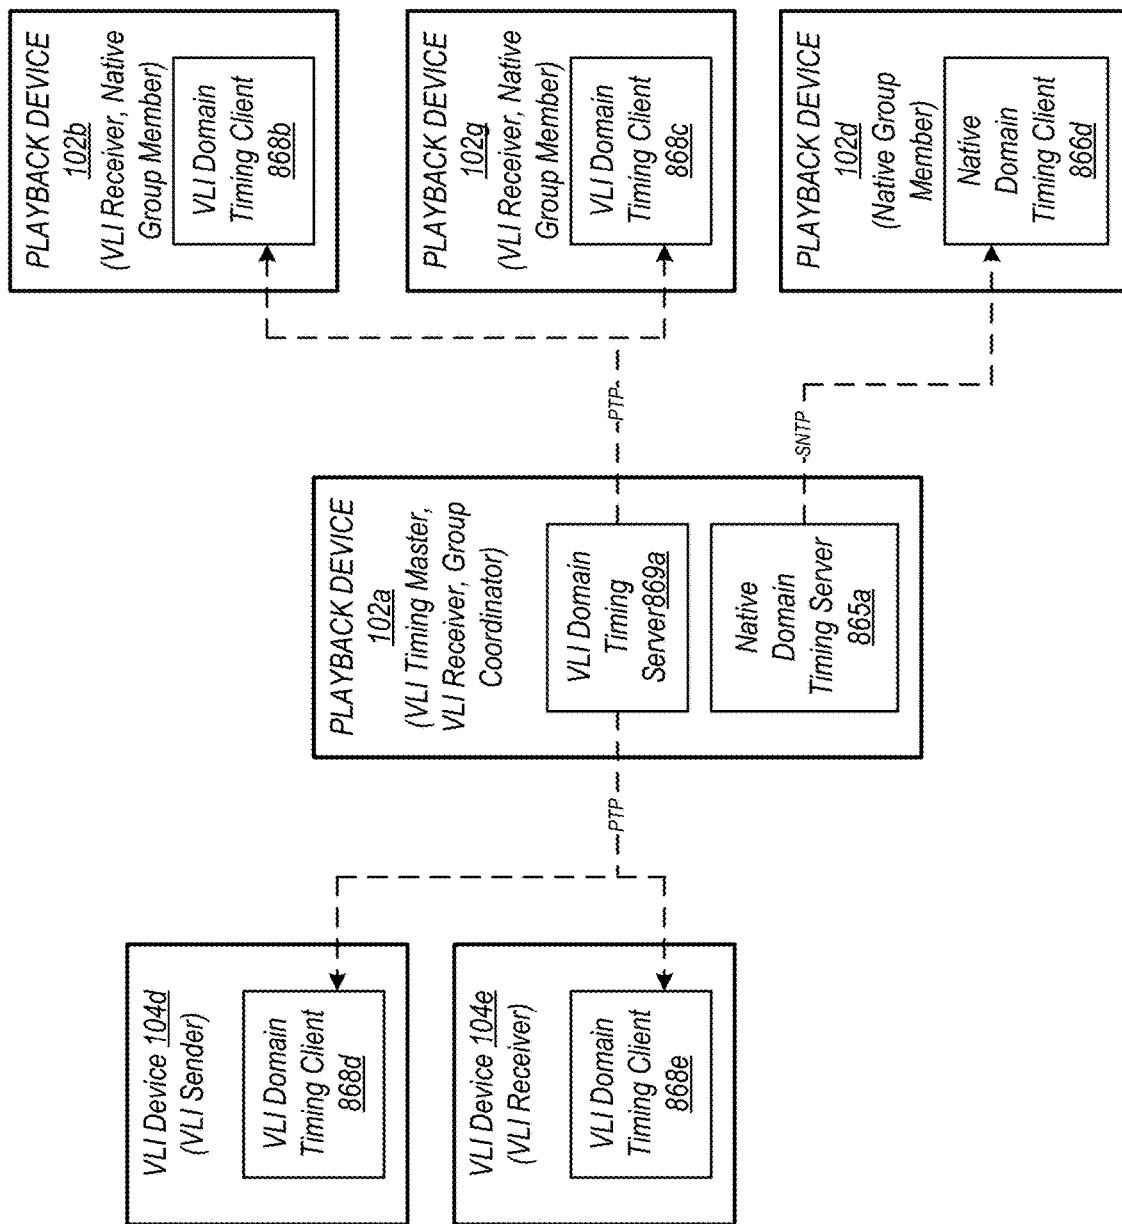 VLI Device 104d
(VLI Sender)
VLI Domain
Timing Client
868d
VLI Device 104e
(VLI Receiver)
VLI Domain
Timing Client
868e
PTP
PLAYBACK DEVICE
102a
(VLI Timing Master,
VLI Receiver, Group
Coordinator)
VLI Domain
Timing
Server869a
Native
Domain
Timing Server
865a
PTP
SNTP
PLAYBACK DEVICE
102b
(VLI Receiver, Native
Group Member)
VLI Domain
Timing Client
868b
PLAYBACK DEVICE
102g
(VLI Receiver, Native
Group Member)
VLI Domain
Timing Client
868c
PLAYBACK DEVICE
102d
(Native Group
Member)
Native
Domain
Timing Client
866d